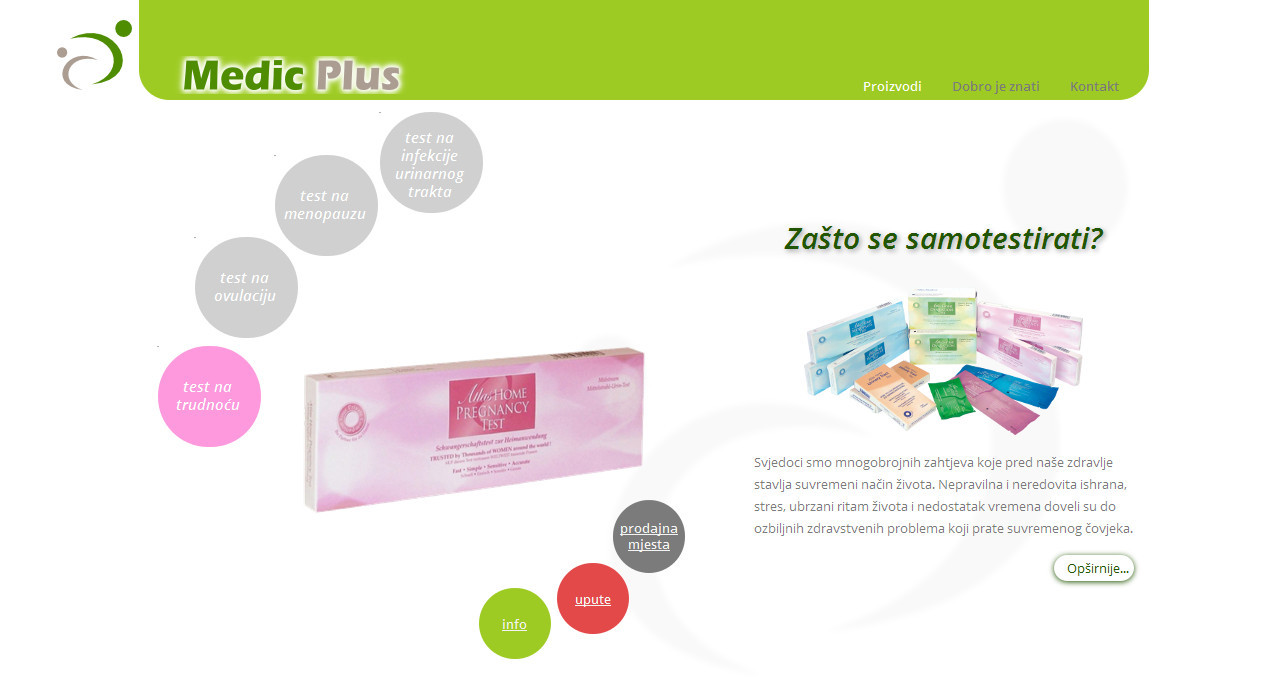 Medic Plus
Proizvodi
Dobro je znati
Kontakt
test na
infekcije
urinarnog
trakta
test na
menopauzu
test na
ovulaciju
test na
trudnoću
HOME
PREGNANCY
TEST
Schwangerschaftstest zur Heimanwendung
TRUSTED by Thousands of WOMEN around the world!
Fast • Simple • Sensitive • Accurate
prodajna
mjesta
upute
info
Zašto se samotestirati?
Svjedoci smo mnogobrojnih zahtjeva koje pred naše zdravlje
stavlja suvremeni način života. Nepravilna i neredovita ishrana,
stres, ubrzani ritam života i nedostatak vremena doveli su do
ozbiljnih zdravstvenih problema koji prate suvremenog čovjeka.
Opširnije...